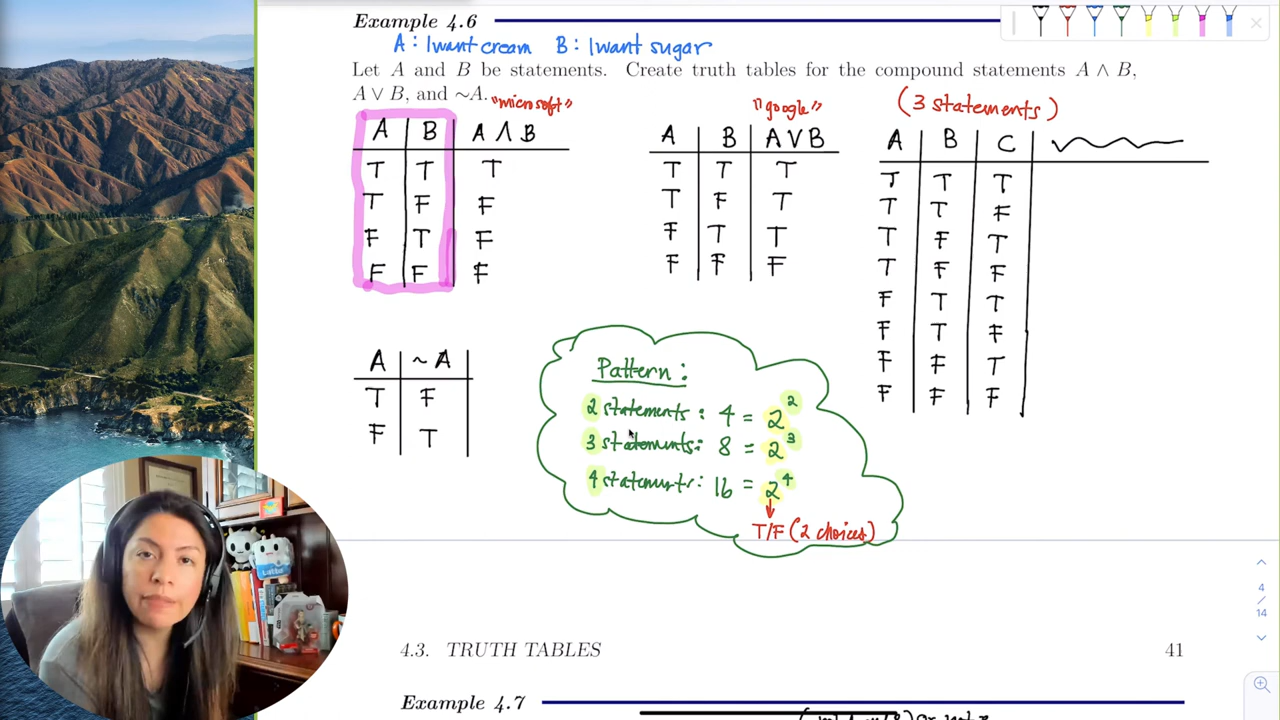 Example 4.6
A : I want cream B : I want sugar
Let A and B be statements. Create truth tables for the compound statements A ∧ B,
A ∨ B, and ~A.
"microsoft"
A B A ∧ B
T T T
T F F
F T F
F F F
"google"
A B A ∨ B
T T T
T F T
F T T
F F F
(3 statements)
A B C
T T T
T T F
T F T
T F F
F T T
F T F
F F T
F F F
A ~A
T F
F T
Pattern :
2 statements : 4 = 2²
3 statements : 8 = 2³
4 statements : 16 = 2⁴
T/F (2 choices)
4.3. TRUTH TABLES 41
Example 4.7
4
/
14